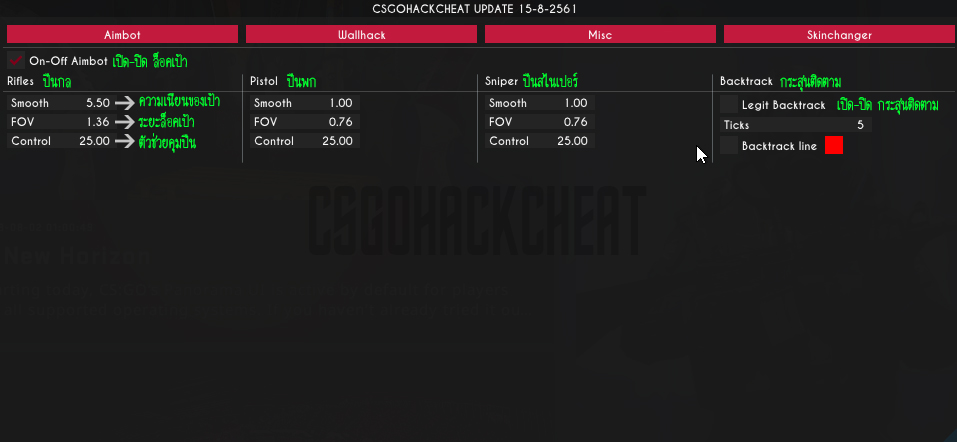 CSGOHACKCHEAT UPDATE 15-8-2561
Aimbot Wallhack Misc Skinchanger
On-Off Aimbot เปิด-ปิด ล็อคเป้า
Rifles ปืนกล Pistol ปืนพก Sniper ปืนสไนเปอร์ Backtrack กระสุนติดตาม
Smooth 5.50 ความเนียนของเป้า Smooth 1.00 Smooth 1.00 Legit Backtrack เปิด-ปิด กระสุนติดตาม
FOV 1.36 ระยะล็อคเป้า FOV 0.76 FOV 0.76 Ticks 5
Control 25.00 ตัวช่วยคุมปืน Control 25.00 Control 25.00 Backtrack line
CSGOHACKCHEAT
New Horizon